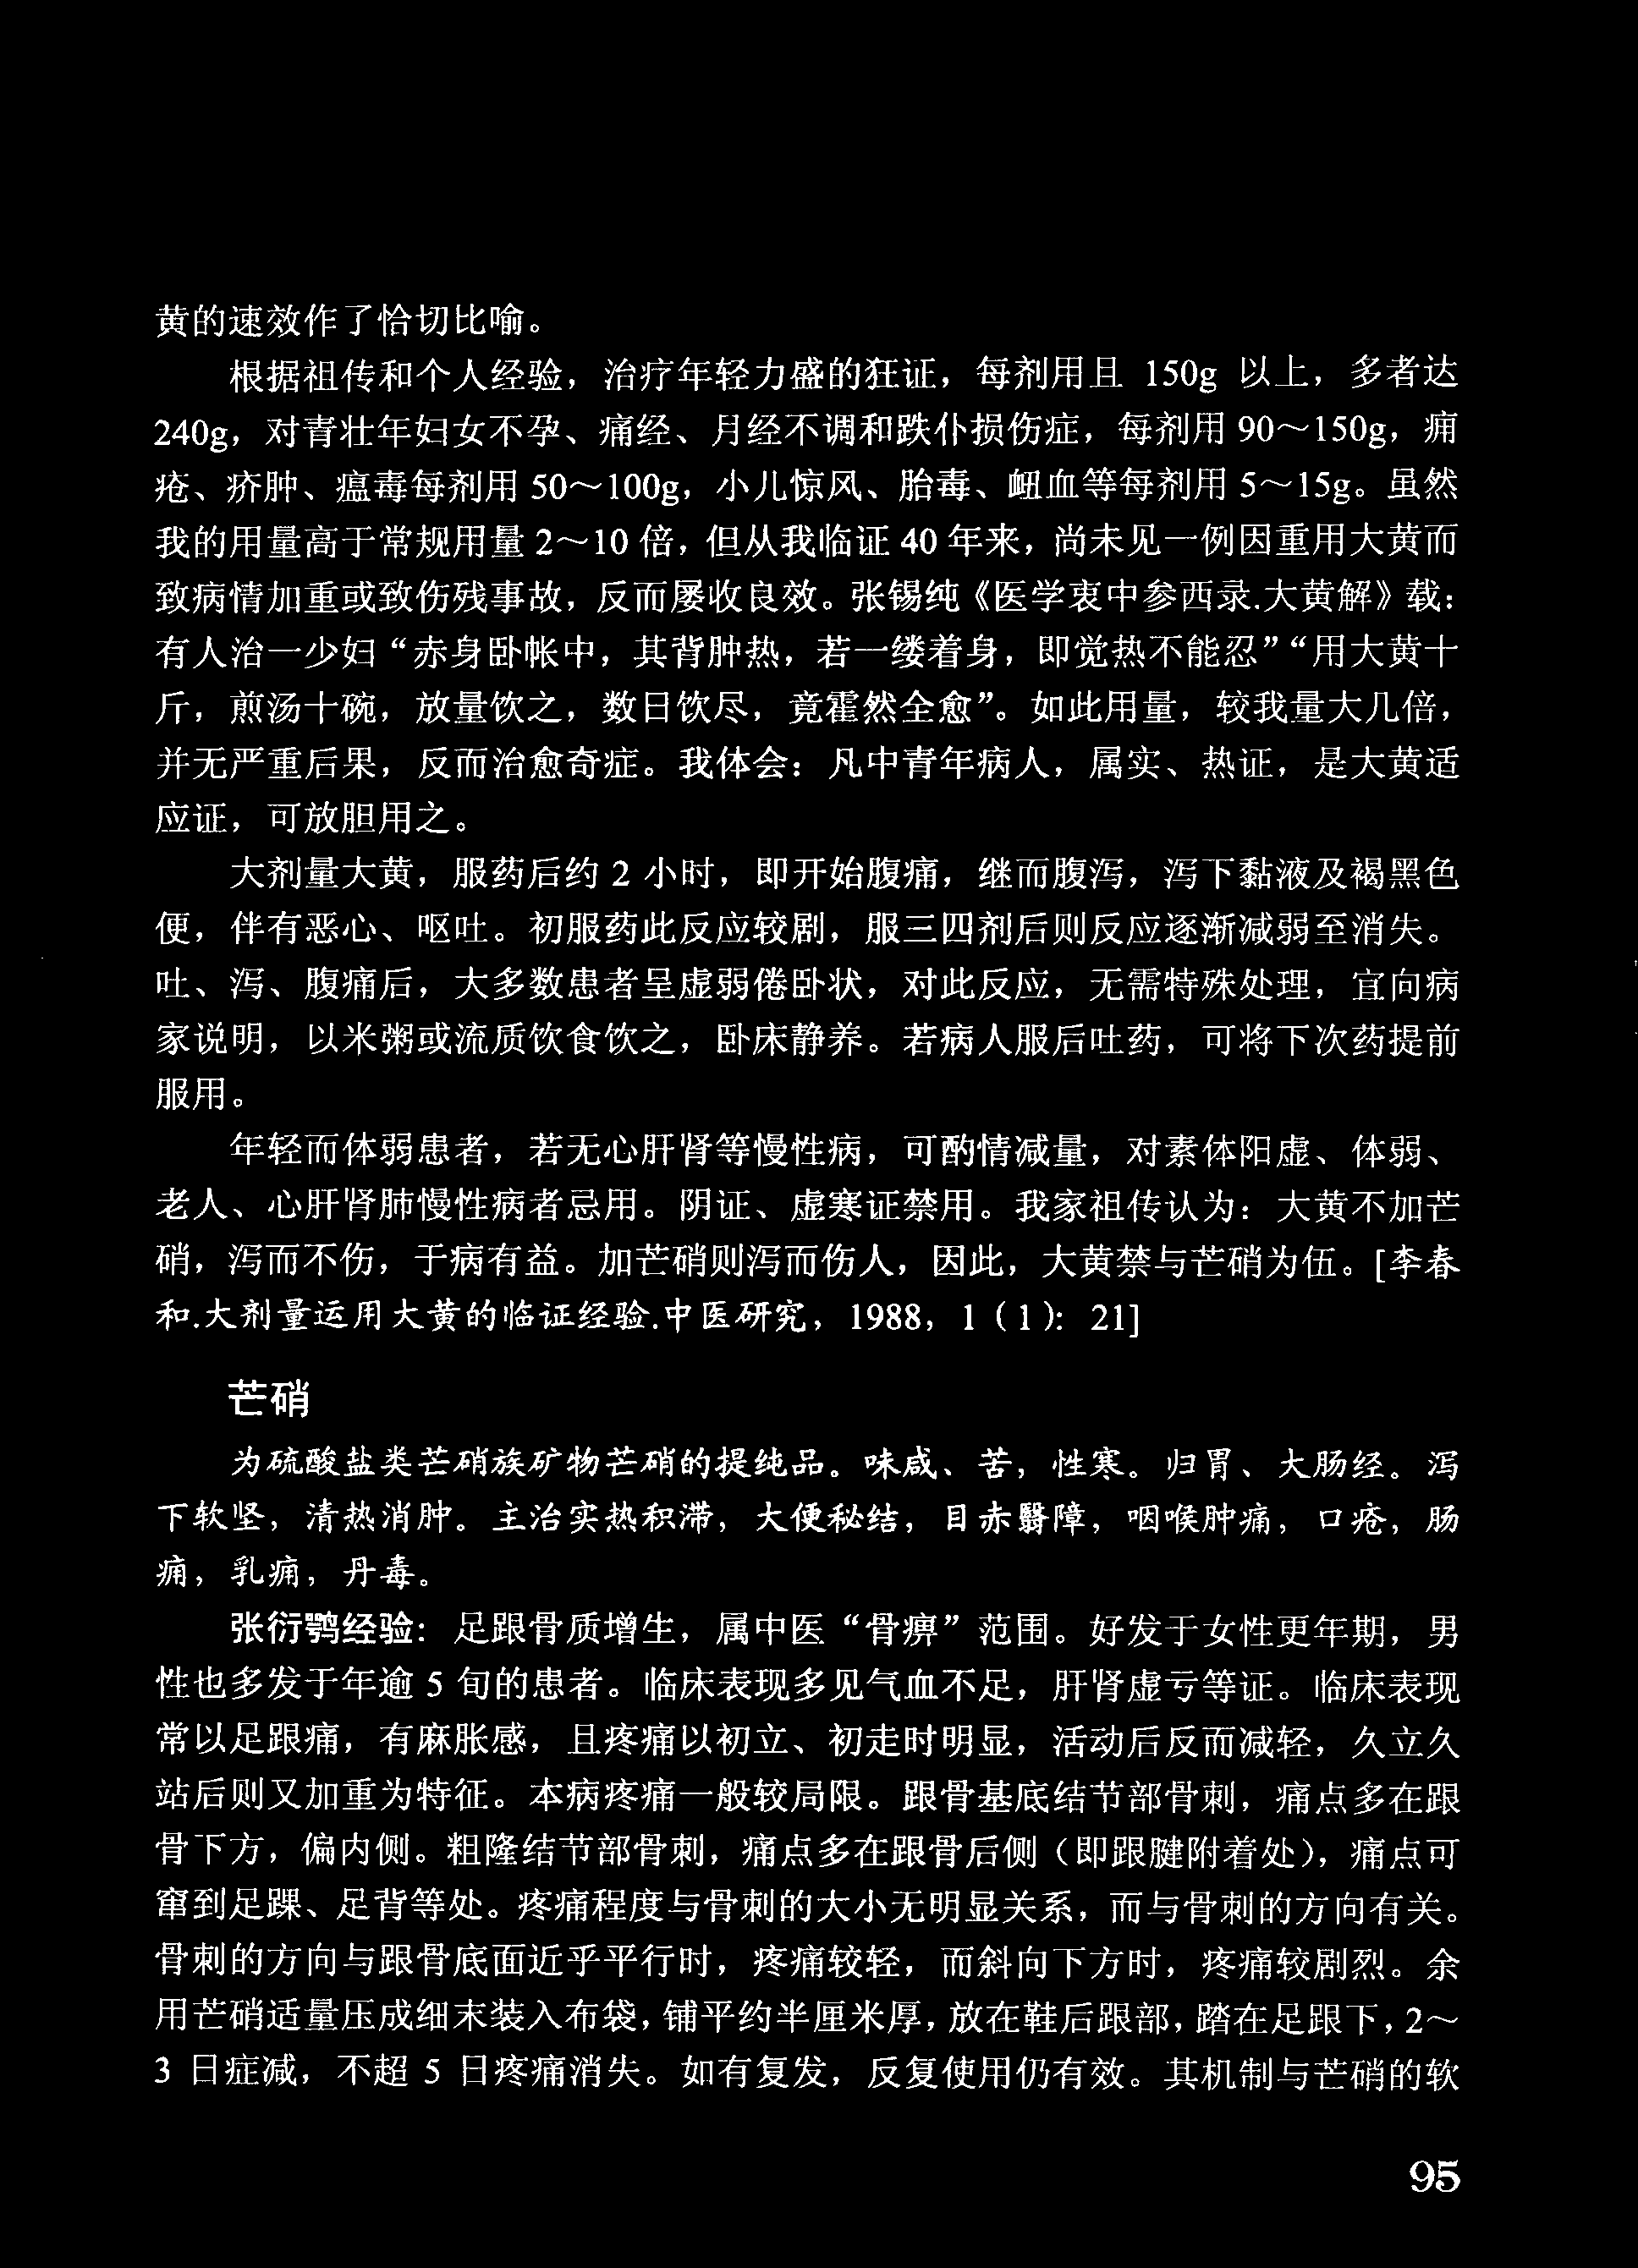 黄的速效作了恰切比喻。
根据祖传和个人经验，治疗年轻力盛的狂证，每剂用且 150g 以上，多者达
240g，对青壮年妇女不孕、痛经、月经不调和跌仆损伤症，每剂用 90～150g，痈
疮、疥肿、瘟毒每剂用 50～100g，小儿惊风、胎毒、衄血等每剂用 5～15g。虽然
我的用量高于常规用量 2～10 倍，但从我临证 40 年来，尚未见一例因重用大黄而
致病情加重或致伤残事故，反而屡收良效。张锡纯《医学衷中参西录.大黄解》载：
有人治一少妇“赤身卧帐中，其背肿热，若一缕着身，即觉热不能忍”“用大黄十
斤，煎汤十碗，放量饮之，数日饮尽，竟霍然全愈”。如此用量，较我量大几倍，
并无严重后果，反而治愈奇症。我体会：凡中青年病人，属实、热证，是大黄适
应证，可放胆用之。
大剂量大黄，服药后约 2 小时，即开始腹痛，继而腹泻，泻下黏液及褐黑色
便，伴有恶心、呕吐。初服药此反应较剧，服三四剂后则反应逐渐减弱至消失。
吐、泻、腹痛后，大多数患者呈虚弱倦卧状，对此反应，无需特殊处理，宜向病
家说明，以米粥或流质饮食饮之，卧床静养。若病人服后吐药，可将下次药提前
服用。
年轻而体弱患者，若无心肝肾等慢性病，可酌情减量，对素体阳虚、体弱、
老人、心肝肾肺慢性病者忌用。阴证、虚寒证禁用。我家祖传认为：大黄不加芒
硝，泻而不伤，于病有益。加芒硝则泻而伤人，因此，大黄禁与芒硝为伍。[李春
和.大剂量运用大黄的临证经验.中医研究，1988，1（1）：21]
芒硝
为硫酸盐类芒硝族矿物芒硝的提纯品。味咸、苦，性寒。归胃、大肠经。泻
下软坚，清热消肿。主治实热积滞，大便秘结，目赤翳障，咽喉肿痛，口疮，肠
痈，乳痈，丹毒。
张衍鹗经验：足跟骨质增生，属中医“骨痹”范围。好发于女性更年期，男
性也多发于年逾 5 旬的患者。临床表现多见气血不足，肝肾虚亏等证。临床表现
常以足跟痛，有麻胀感，且疼痛以初立、初走时明显，活动后反而减轻，久立久
站后则又加重为特征。本病疼痛一般较局限。跟骨基底结节部骨刺，痛点多在跟
骨下方，偏内侧。粗隆结节部骨刺，痛点多在跟骨后侧（即跟腱附着处），痛点可
窜到足踝、足背等处。疼痛程度与骨刺的大小无明显关系，而与骨刺的方向有关。
骨刺的方向与跟骨底面近乎平行时，疼痛较轻，而斜向下方时，疼痛较剧烈。余
用芒硝适量压成细末装入布袋，铺平约半厘米厚，放在鞋后跟部，踏在足跟下，2～
3 日症减，不超 5 日疼痛消失。如有复发，反复使用仍有效。其机制与芒硝的软
95